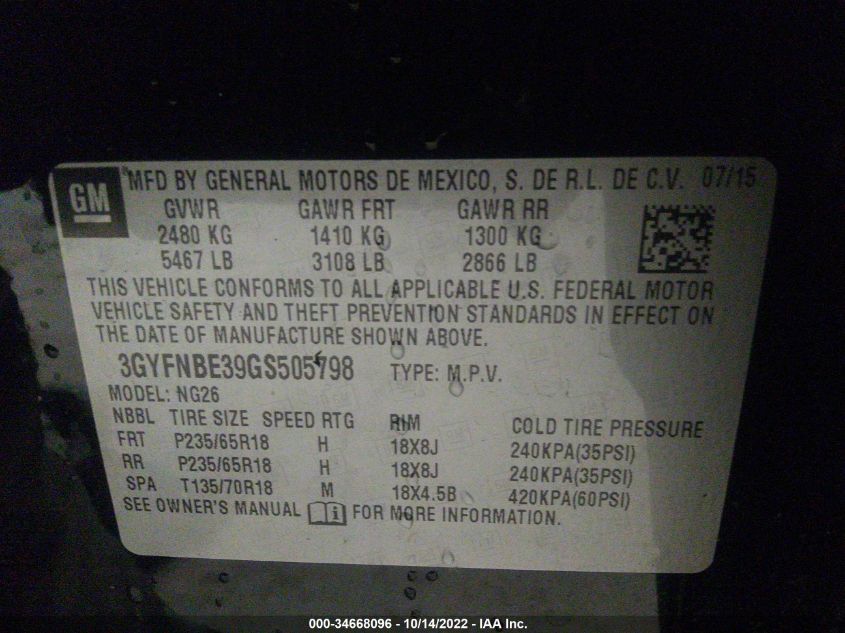 GM
® MFD BY GENERAL MOTORS DE MEXICO, S. DE R.L. DE C.V. 07/15
GVWR GAWR FRT GAWR RR
2480 KG 1410 KG 1300 KG
5467 LB 3108 LB 2866 LB
THIS VEHICLE CONFORMS TO ALL APPLICABLE U.S. FEDERAL MOTOR
VEHICLE SAFETY AND THEFT PREVENTION STANDARDS IN EFFECT ON
THE DATE OF MANUFACTURE SHOWN ABOVE.
3GYFNBE39GS505798 TYPE: M.P.V.
MODEL: NG26
NBBL TIRE SIZE SPEED RTG RIM COLD TIRE PRESSURE
FRT P235/65R18 H 18X8J 240KPA(35PSI)
RR P235/65R18 H 18X8J 240KPA(35PSI)
SPA T135/70R18 M 18X4.5B 420KPA(60PSI)
SEE OWNER'S MANUAL FOR MORE INFORMATION.
000-34668096 - 10/14/2022 - IAA Inc.